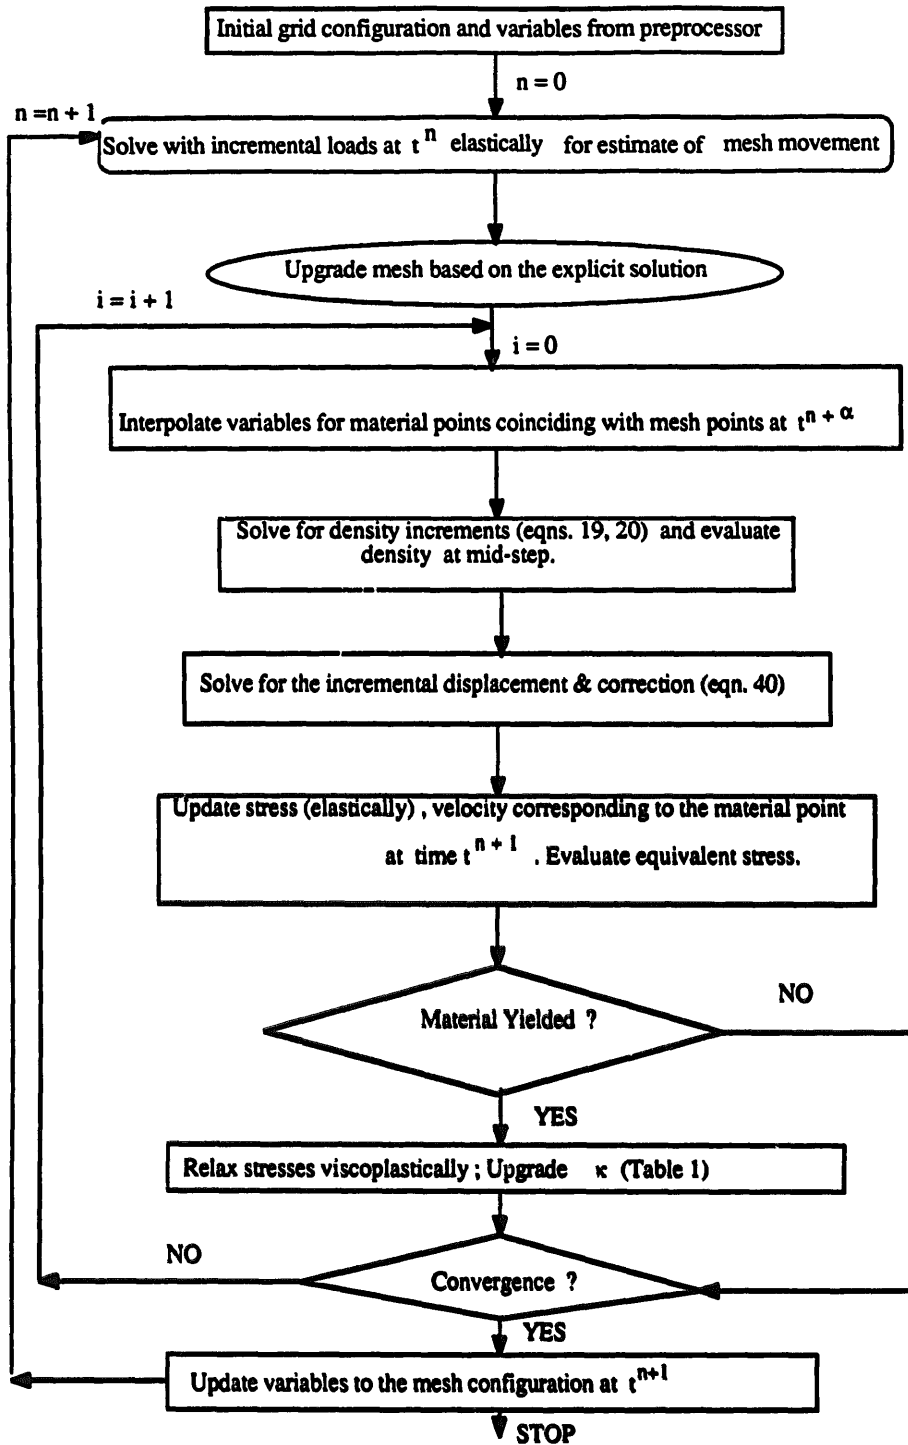 Initial grid configuration and variables from preprocessor
n = 0
n =n + 1
Solve with incremental loads at t^n elastically for estimate of mesh movement
Upgrade mesh based on the explicit solution
i = i + 1
i = 0
Interpolate variables for material points coinciding with mesh points at t^n + α
Solve for density increments (eqns. 19, 20) and evaluate
density at mid-step.
Solve for the incremental displacement & correction (eqn. 40)
Update stress (elastically) , velocity corresponding to the material point
at time t^n + 1 . Evaluate equivalent stress.
Material Yielded ?
NO
YES
Relax stresses viscoplastically ; Upgrade κ (Table 1)
NO
Convergence ?
YES
Update variables to the mesh configuration at t^n+1
STOP